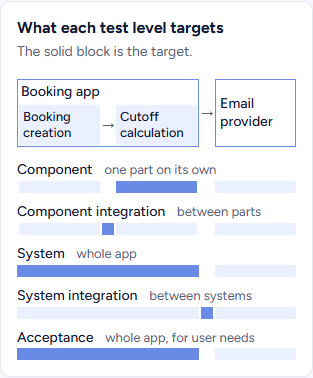 What each test level targets
The solid block is the target.
Booking app
Booking
creation
→
Cutoff
calculation
→
Email
provider
Component one part on its own
Component integration between parts
System whole app
System integration between systems
Acceptance whole app, for user needs